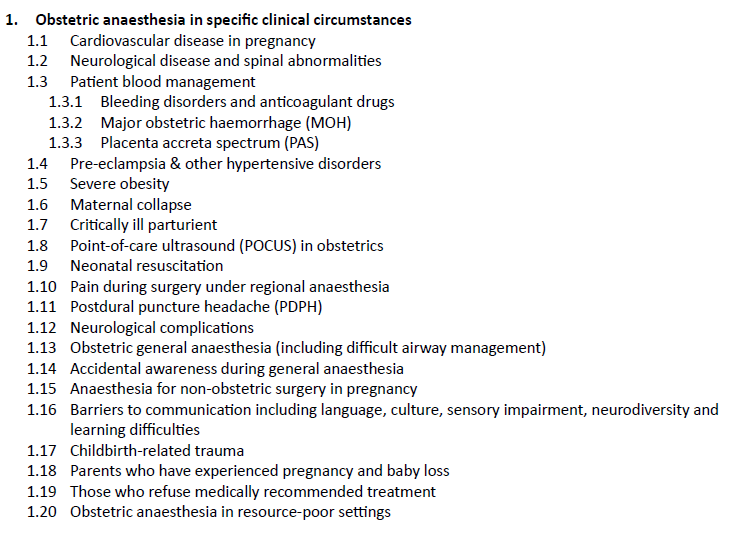 1. Obstetric anaesthesia in specific clinical circumstances
1.1 Cardiovascular disease in pregnancy
1.2 Neurological disease and spinal abnormalities
1.3 Patient blood management
1.3.1 Bleeding disorders and anticoagulant drugs
1.3.2 Major obstetric haemorrhage (MOH)
1.3.3 Placenta accreta spectrum (PAS)
1.4 Pre-eclampsia & other hypertensive disorders
1.5 Severe obesity
1.6 Maternal collapse
1.7 Critically ill parturient
1.8 Point-of-care ultrasound (POCUS) in obstetrics
1.9 Neonatal resuscitation
1.10 Pain during surgery under regional anaesthesia
1.11 Postdural puncture headache (PDPH)
1.12 Neurological complications
1.13 Obstetric general anaesthesia (including difficult airway management)
1.14 Accidental awareness during general anaesthesia
1.15 Anaesthesia for non-obstetric surgery in pregnancy
1.16 Barriers to communication including language, culture, sensory impairment, neurodiversity and
learning difficulties
1.17 Childbirth-related trauma
1.18 Parents who have experienced pregnancy and baby loss
1.19 Those who refuse medically recommended treatment
1.20 Obstetric anaesthesia in resource-poor settings